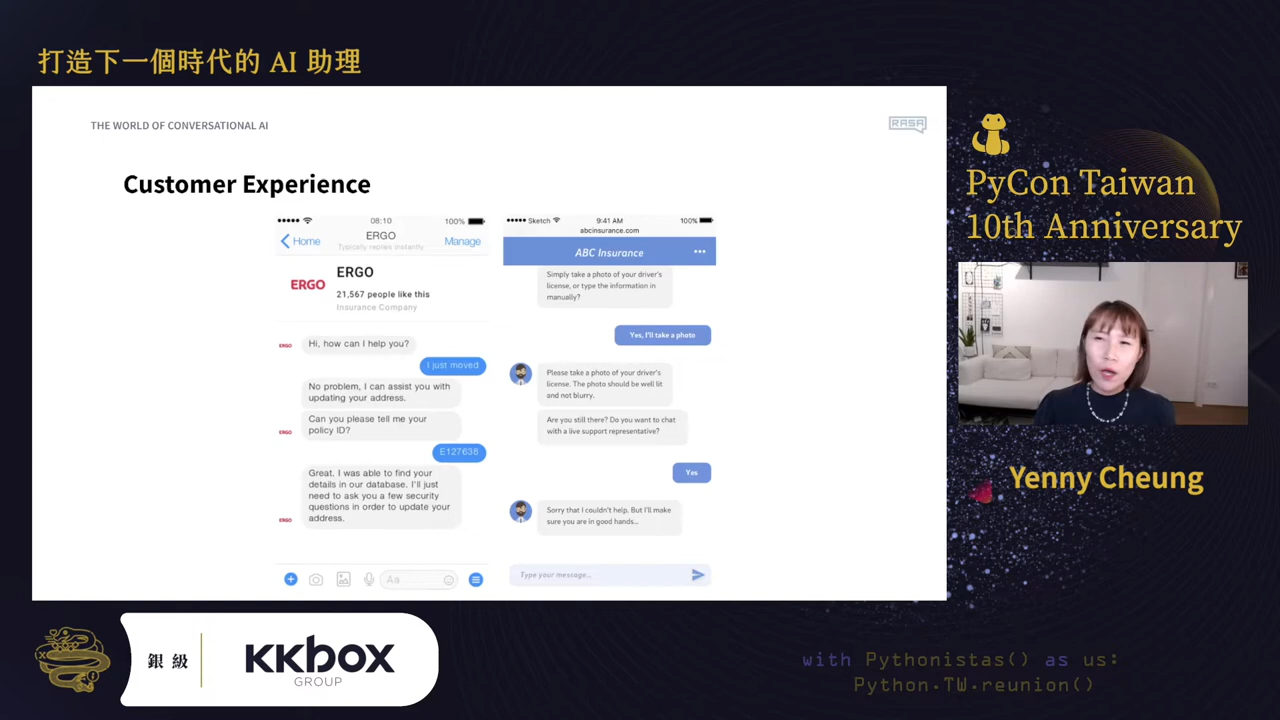 打造下一個時代的 AI 助理
THE WORLD OF CONVERSATIONAL AI
RASA
Customer Experience
08:10
100%
Home
ERGO
Typically replies instantly
Manage
ERGO
ERGO
21,567 people like this
Insurance Company
ERGO
Hi, how can I help you?
I just moved
No problem, I can assist you with
updating your address.
ERGO
Can you please tell me your
policy ID?
E127638
Great. I was able to find your
details in our database. I'll just
need to ask you a few security
questions in order to update your
address.
ERGO
Aa
Sketch
9:41 AM
100%
abcinsurance.com
ABC Insurance
Simply take a photo of your driver's
license, or type the information in
manually?
Yes, I'll take a photo
Please take a photo of your driver's
license. The photo should be well lit
and not blurry.
Are you still there? Do you want to chat
with a live support representative?
Yes
Sorry that I couldn't help. But I'll make
sure you are in good hands...
Type your message...
PyCon Taiwan
10th Anniversary
Yenny Cheung
銀級
KKBOX
GROUP
with Pythonistas() as us:
Python.TW.reunion()